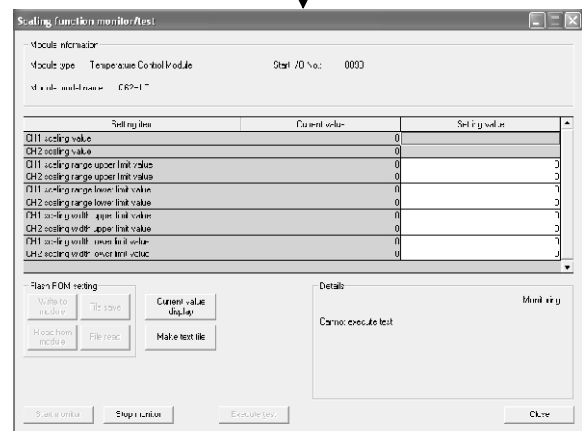 Scaling function monitor/test
Module information
Module type: Temperature Control Module Start I/O No.: 0090
Module model name:
Setting item Current value Setting value
CH1 scaling value 0
CH2 scaling value 0
CH1 scaling range upper limit value 0 0
CH2 scaling range upper limit value 0 0
CH1 scaling range lower limit value 0 0
CH2 scaling range lower limit value 0 0
CH1 scaling width upper limit value 0 0
CH2 scaling width upper limit value 0 0
CH1 scaling width lower limit value 0 0
CH2 scaling width lower limit value 0 0
Flash ROM setting
Details
Write to
module
File save
Current value
display
Monitoring
Cannot execute test
Read from
module
File read
Make text file
Start monitor
Stop monitor
Execute test
Close